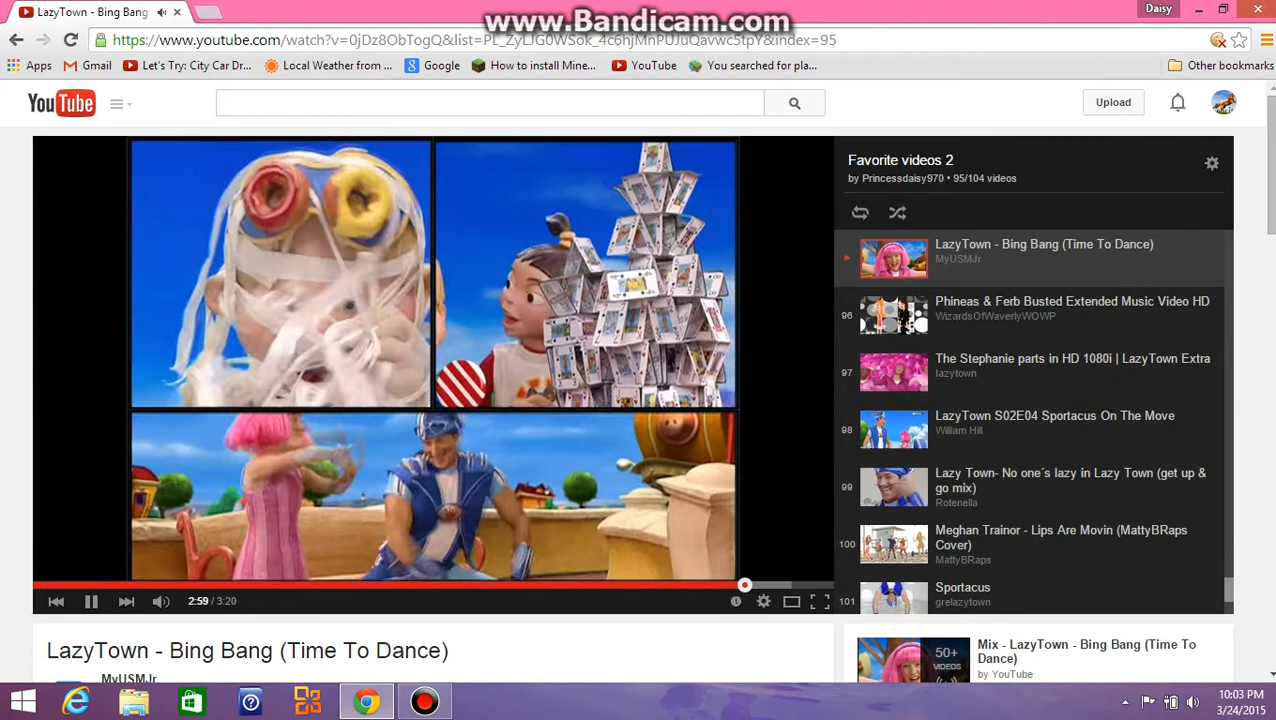 www.Bandicam.com
LazyTown - Bing Bang
Daisy
https://www.youtube.com/watch?v=0jDz8ObTogQ&list=PL_ZyLJG0WSok_4c6hjMnPUJuQavwc5tpY&index=95
Apps
Gmail
Let's Try: City Car Dr...
Local Weather from ...
Google
How to install Mine...
YouTube
You searched for pla...
Other bookmarks
YouTube
Upload
Favorite videos 2
by Princessdaisy970 • 95/104 videos
LazyTown - Bing Bang (Time To Dance)
MyUSMJr
96
Phineas & Ferb Busted Extended Music Video HD
WizardsOfWaverlyWOWP
97
The Stephanie parts in HD 1080i | LazyTown Extra
lazytown
98
LazyTown S02E04 Sportacus On The Move
William Hill
99
Lazy Town- No one´s lazy in Lazy Town (get up &
go mix)
Rotenella
100
Meghan Trainor - Lips Are Movin (MattyBRaps
Cover)
MattyBRaps
101
Sportacus
grelazytown
2:59 / 3:20
LazyTown - Bing Bang (Time To Dance)
MyUSMJr
50+
VIDEOS
Mix - LazyTown - Bing Bang (Time To
Dance)
by YouTube
10:03 PM
3/24/2015